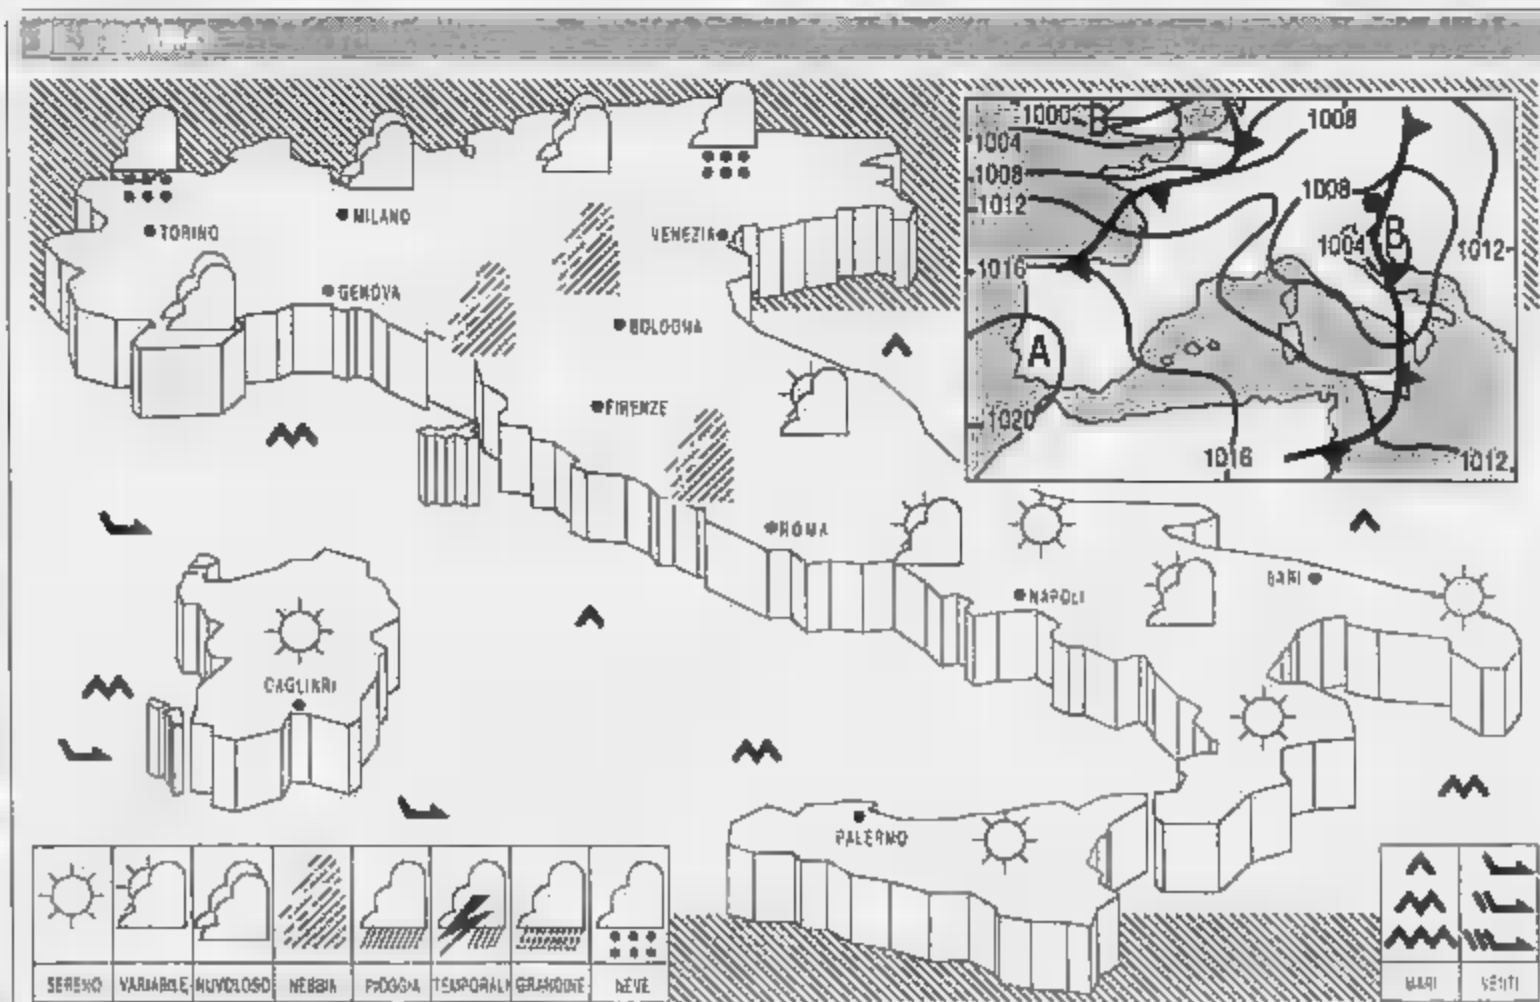 1000
B
1008
1004
1008
1008
1012
MILANO
TORINO
VENEZIA
1004
B
1012
1016
GENOVA
BOLOGNA
A
FIRENZE
1020
1016
1012
ROMA
BARI
NAPOLI
CAGLIARI
PALERMO
SERENO VARIABILE NUVOLOSO NEBBIA PIOGGIA TEMPORALI GRANDINE NEVE
MARI VENTI